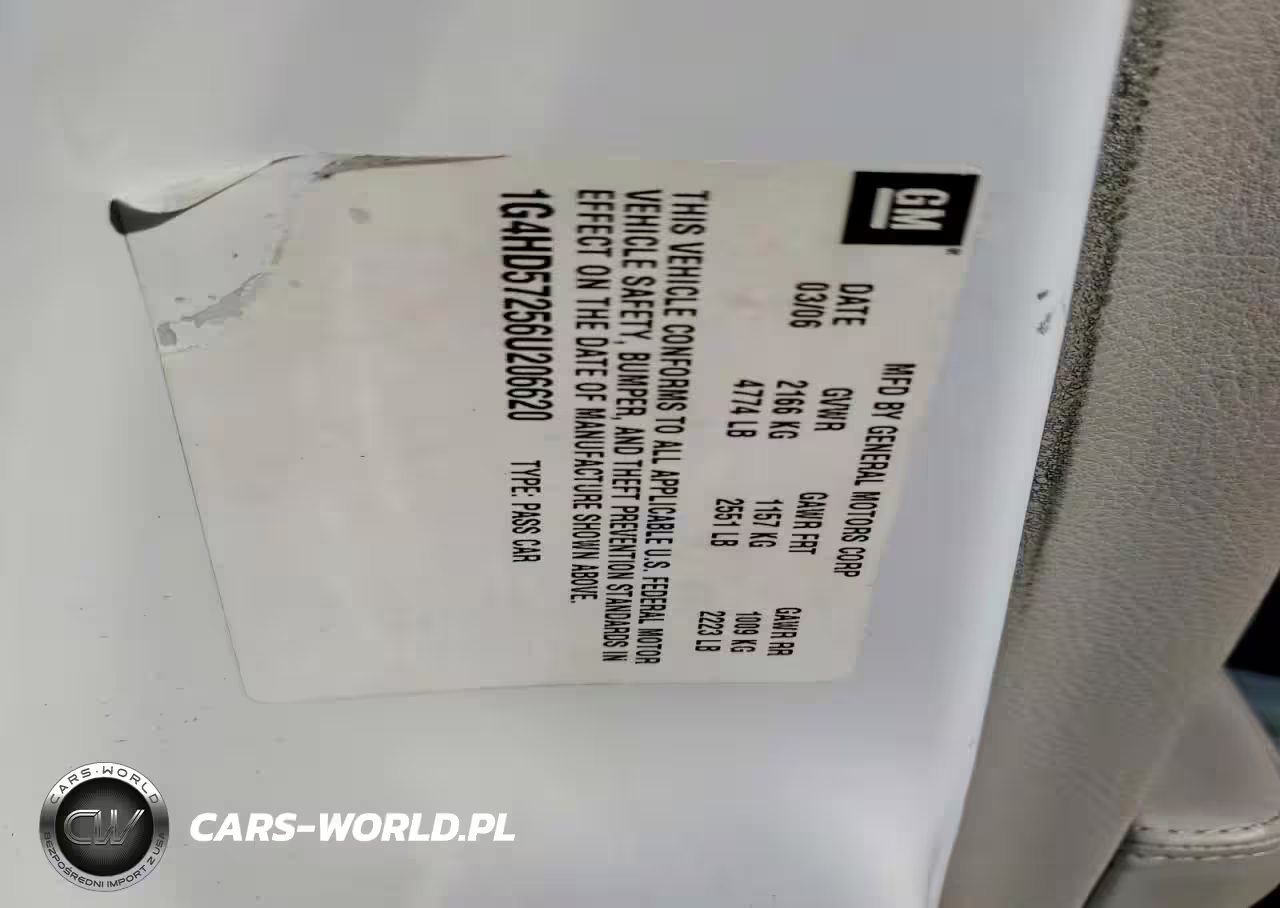 GM
MFD BY GENERAL MOTORS CORP
DATE GVWR GAWR FRT GAWR RR
03/06 2166 KG 1157 KG 1009 KG
4774 LB 2551 LB 2223 LB
THIS VEHICLE CONFORMS TO ALL APPLICABLE U.S. FEDERAL MOTOR
VEHICLE SAFETY, BUMPER, AND THEFT PREVENTION STANDARDS IN
EFFECT ON THE DATE OF MANUFACTURE SHOWN ABOVE.
1G4HD57256U206620 TYPE: PASS CAR
CARS-WORLD
CW
BEZPOŚREDNI IMPORT Z USA
CARS-WORLD.PL